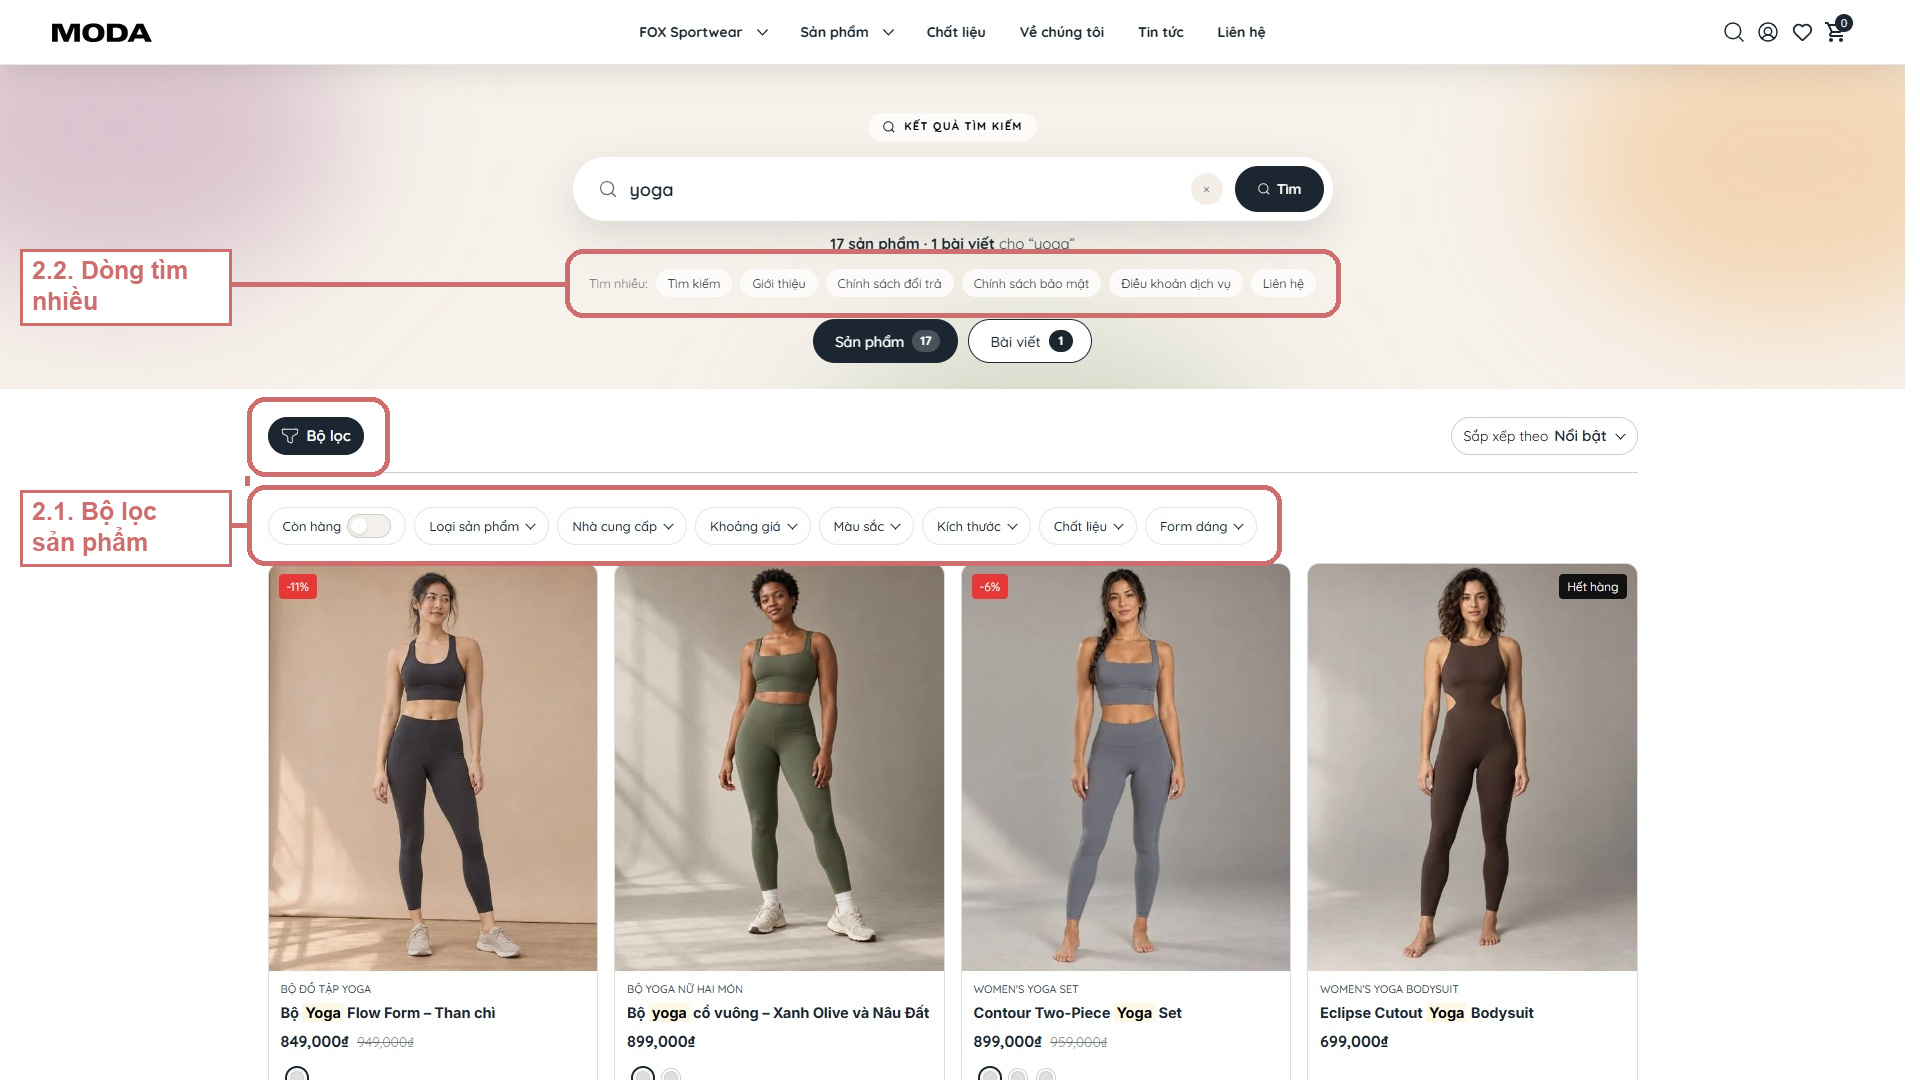 MODA
FOX Sportwear
Sản phẩm
Chất liệu
Về chúng tôi
Tin tức
Liên hệ
0
KẾT QUẢ TÌM KIẾM
yoga
×
Tìm
17 sản phẩm · 1 bài viết cho “yoga”
2.2. Dòng tìm
nhiều
Tìm nhiều:
Tìm kiếm
Giới thiệu
Chính sách đổi trả
Chính sách bảo mật
Điều khoản dịch vụ
Liên hệ
Sản phẩm 17
Bài viết 1
Bộ lọc
Sắp xếp theo Nổi bật
2.1. Bộ lọc
sản phẩm
Còn hàng
Loại sản phẩm
Nhà cung cấp
Khoảng giá
Màu sắc
Kích thước
Chất liệu
Form dáng
-11%
-6%
Hết hàng
BỘ ĐỒ TẬP YOGA
Bộ Yoga Flow Form – Than chì
849,000₫ 949,000₫
BỘ YOGA NỮ HAI MÓN
Bộ yoga cổ vuông – Xanh Olive và Nâu Đất
899,000₫
WOMEN'S YOGA SET
Contour Two-Piece Yoga Set
899,000₫ 959,000₫
WOMEN'S YOGA BODYSUIT
Eclipse Cutout Yoga Bodysuit
699,000₫